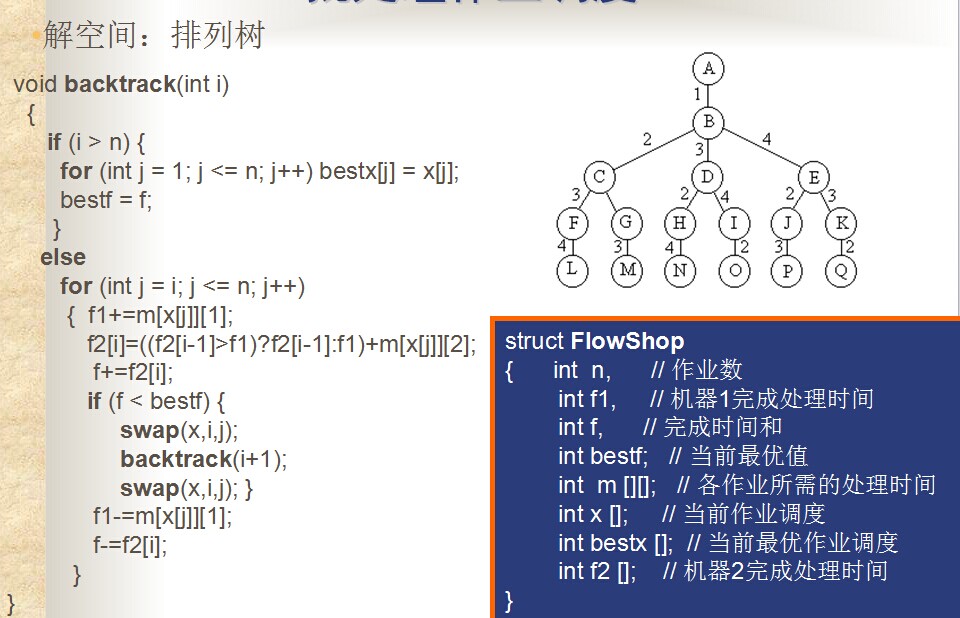 解空间：排列树
void backtrack(int i)
{
if (i > n) {
for (int j = 1; j <= n; j++) bestx[j] = x[j];
bestf = f;
}
else
for (int j = i; j <= n; j++)
{ f1+=m[x[j]][1];
f2[i]=((f2[i-1]>f1)?f2[i-1]:f1)+m[x[j]][2];
f+=f2[i];
if (f < bestf) {
swap(x,i,j);
backtrack(i+1);
swap(x,i,j); }
f1-=m[x[j]][1];
f-=f2[i];
}
}
A
1
B
2 3 4
C D E
3 2 4 2 3
F G H I J K
4 3 4 2 3 2
L M N O P Q
struct FlowShop
{ int n, // 作业数
int f1, // 机器1完成处理时间
int f, // 完成时间和
int bestf; // 当前最优值
int m [][]; // 各作业所需的处理时间
int x []; // 当前作业调度
int bestx []; // 当前最优作业调度
int f2 []; // 机器2完成处理时间
}